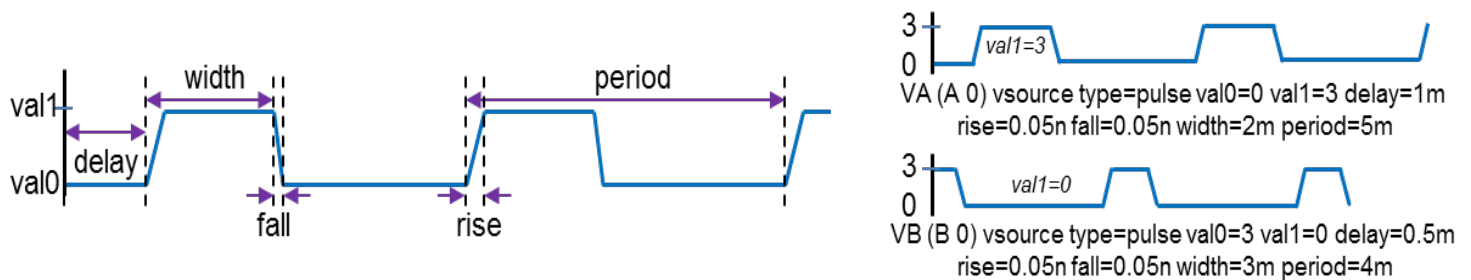 width
period
val1
delay
val0
fall
rise
3
val1=3
0
VA (A 0) vsource type=pulse val0=0 val1=3 delay=1m
rise=0.05n fall=0.05n width=2m period=5m
3
val1=0
0
VB (B 0) vsource type=pulse val0=3 val1=0 delay=0.5m
rise=0.05n fall=0.05n width=3m period=4m